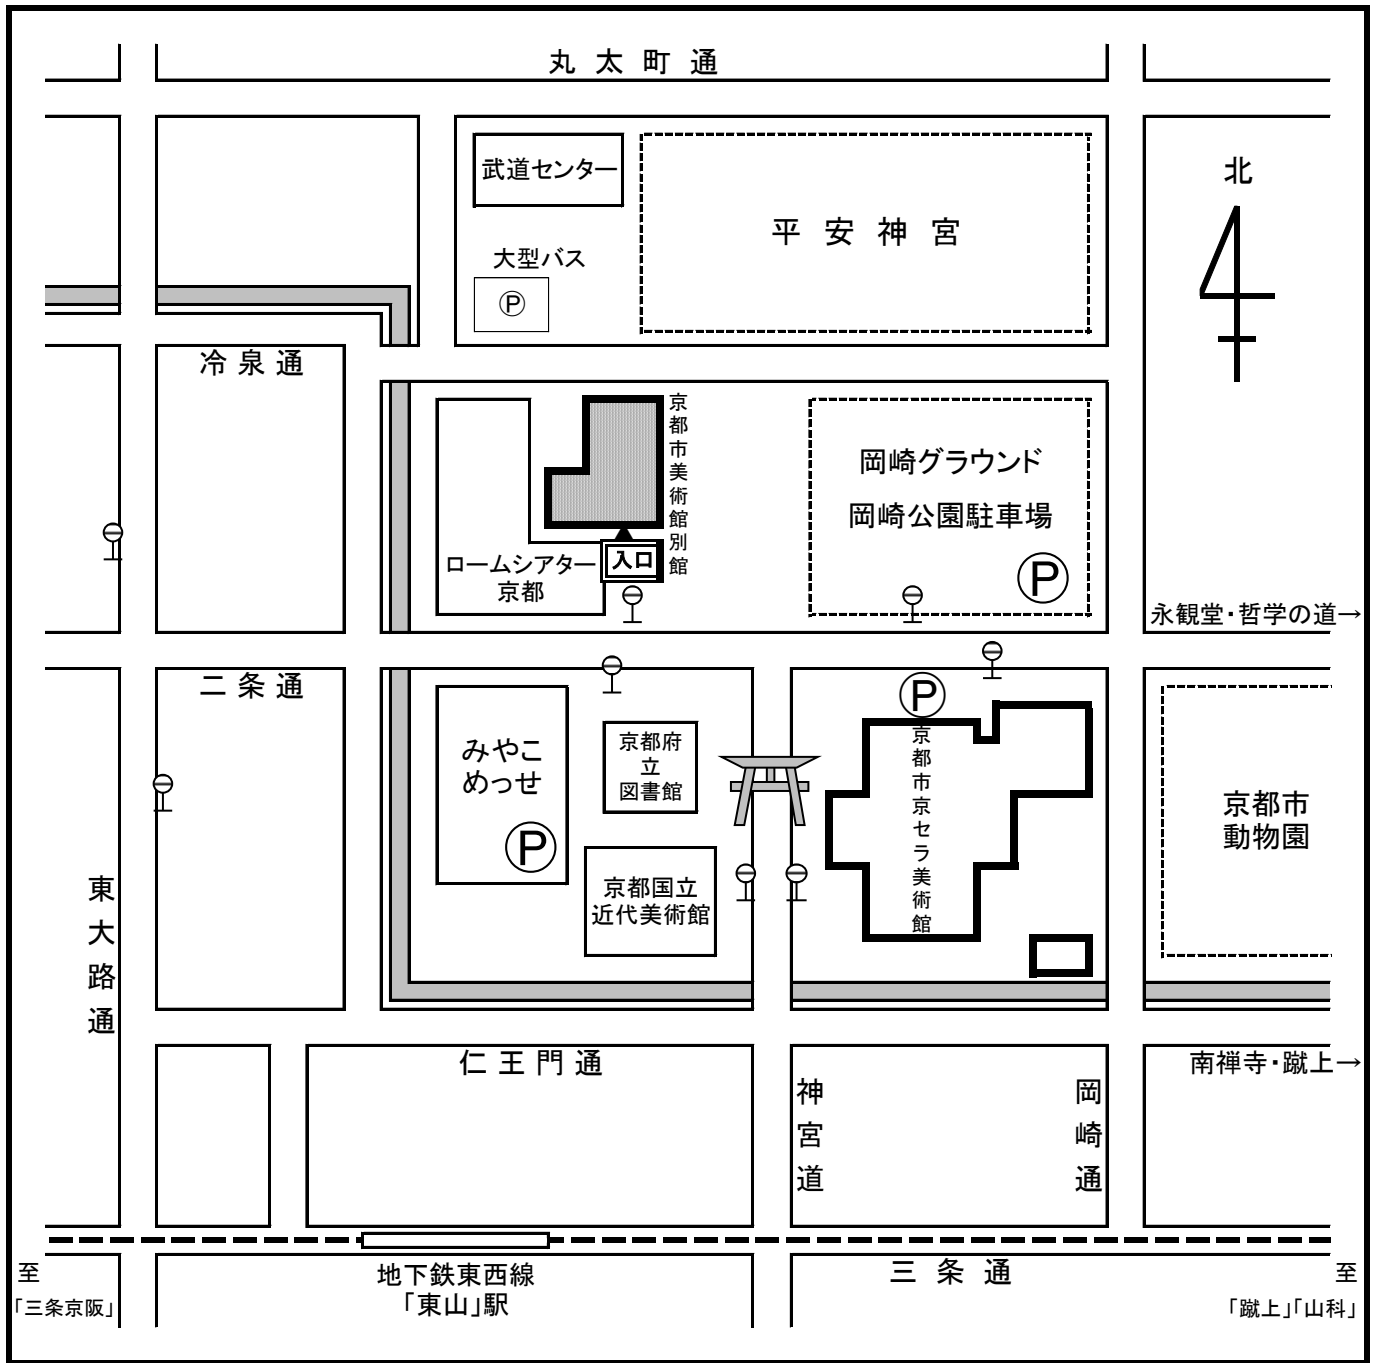 丸太町通
武道センター
平安神宮
北
大型バス
P
冷泉通
京都市美術館別館
岡崎グラウンド
岡崎公園駐車場
P
入口
ロームシアター
京都
永観堂・哲学の道→
二条通
P
みやこ
めっせ
P
京都府
立
図書館
京都市京セラ美術館
京都市
動物園
京都国立
近代美術館
東大路通
仁王門通
南禅寺・蹴上→
神宮道
岡崎通
至
「三条京阪」
地下鉄東西線
「東山」駅
三条通
至
「蹴上」「山科」